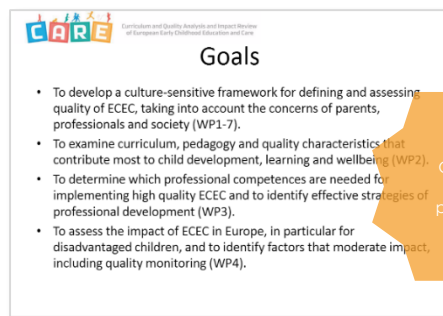 CARE
Curriculum and Quality Analysis and Impact Review
of European Early Childhood Education and Care
Goals
• To develop a culture-sensitive framework for defining and assessing
quality of ECEC, taking into account the concerns of parents,
professionals and society (WP1-7).
• To examine curriculum, pedagogy and quality characteristics that
contribute most to child development, learning and wellbeing (WP2).
• To determine which professional competences are needed for
implementing high quality ECEC and to identify effective strategies of
professional development (WP3).
• To assess the impact of ECEC in Europe, in particular for
disadvantaged children, and to identify factors that moderate impact,
including quality monitoring (WP4).